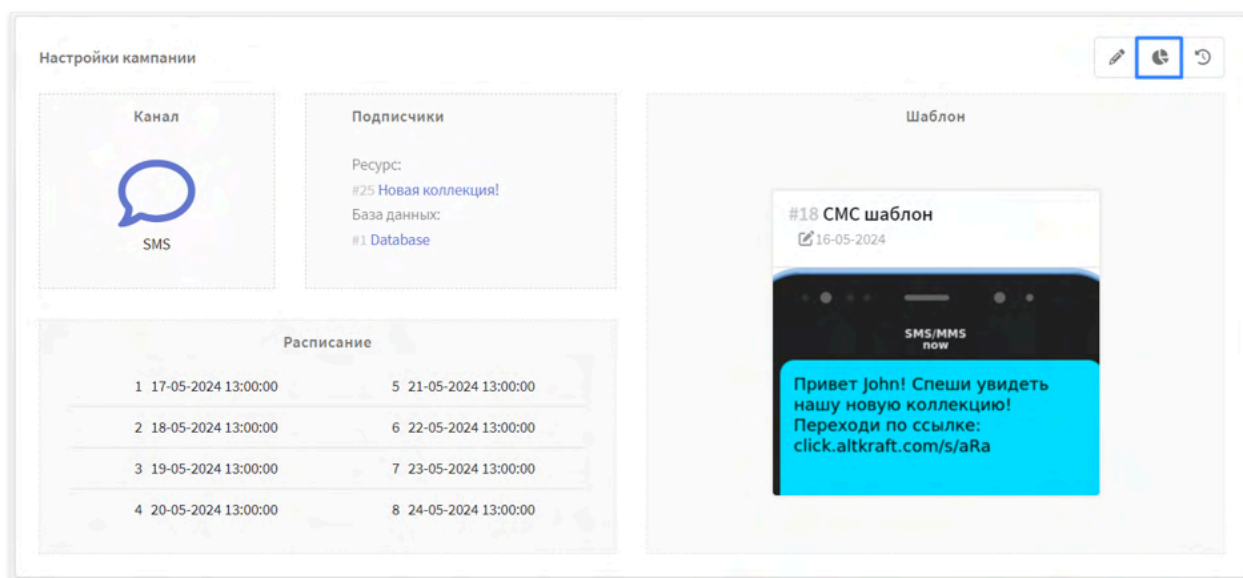 Настройки кампании
Канал
SMS
Подписчики
Ресурс:
#25 Новая коллекция!
База данных:
#1 Database
Расписание
1 17-05-2024 13:00:00
2 18-05-2024 13:00:00
3 19-05-2024 13:00:00
4 20-05-2024 13:00:00
5 21-05-2024 13:00:00
6 22-05-2024 13:00:00
7 23-05-2024 13:00:00
8 24-05-2024 13:00:00
Шаблон
#18 СМС шаблон
16-05-2024
SMS/MMS
now
Привет John! Спеши увидеть
нашу новую коллекцию!
Переходи по ссылке:
click.altkraft.com/s/aRa